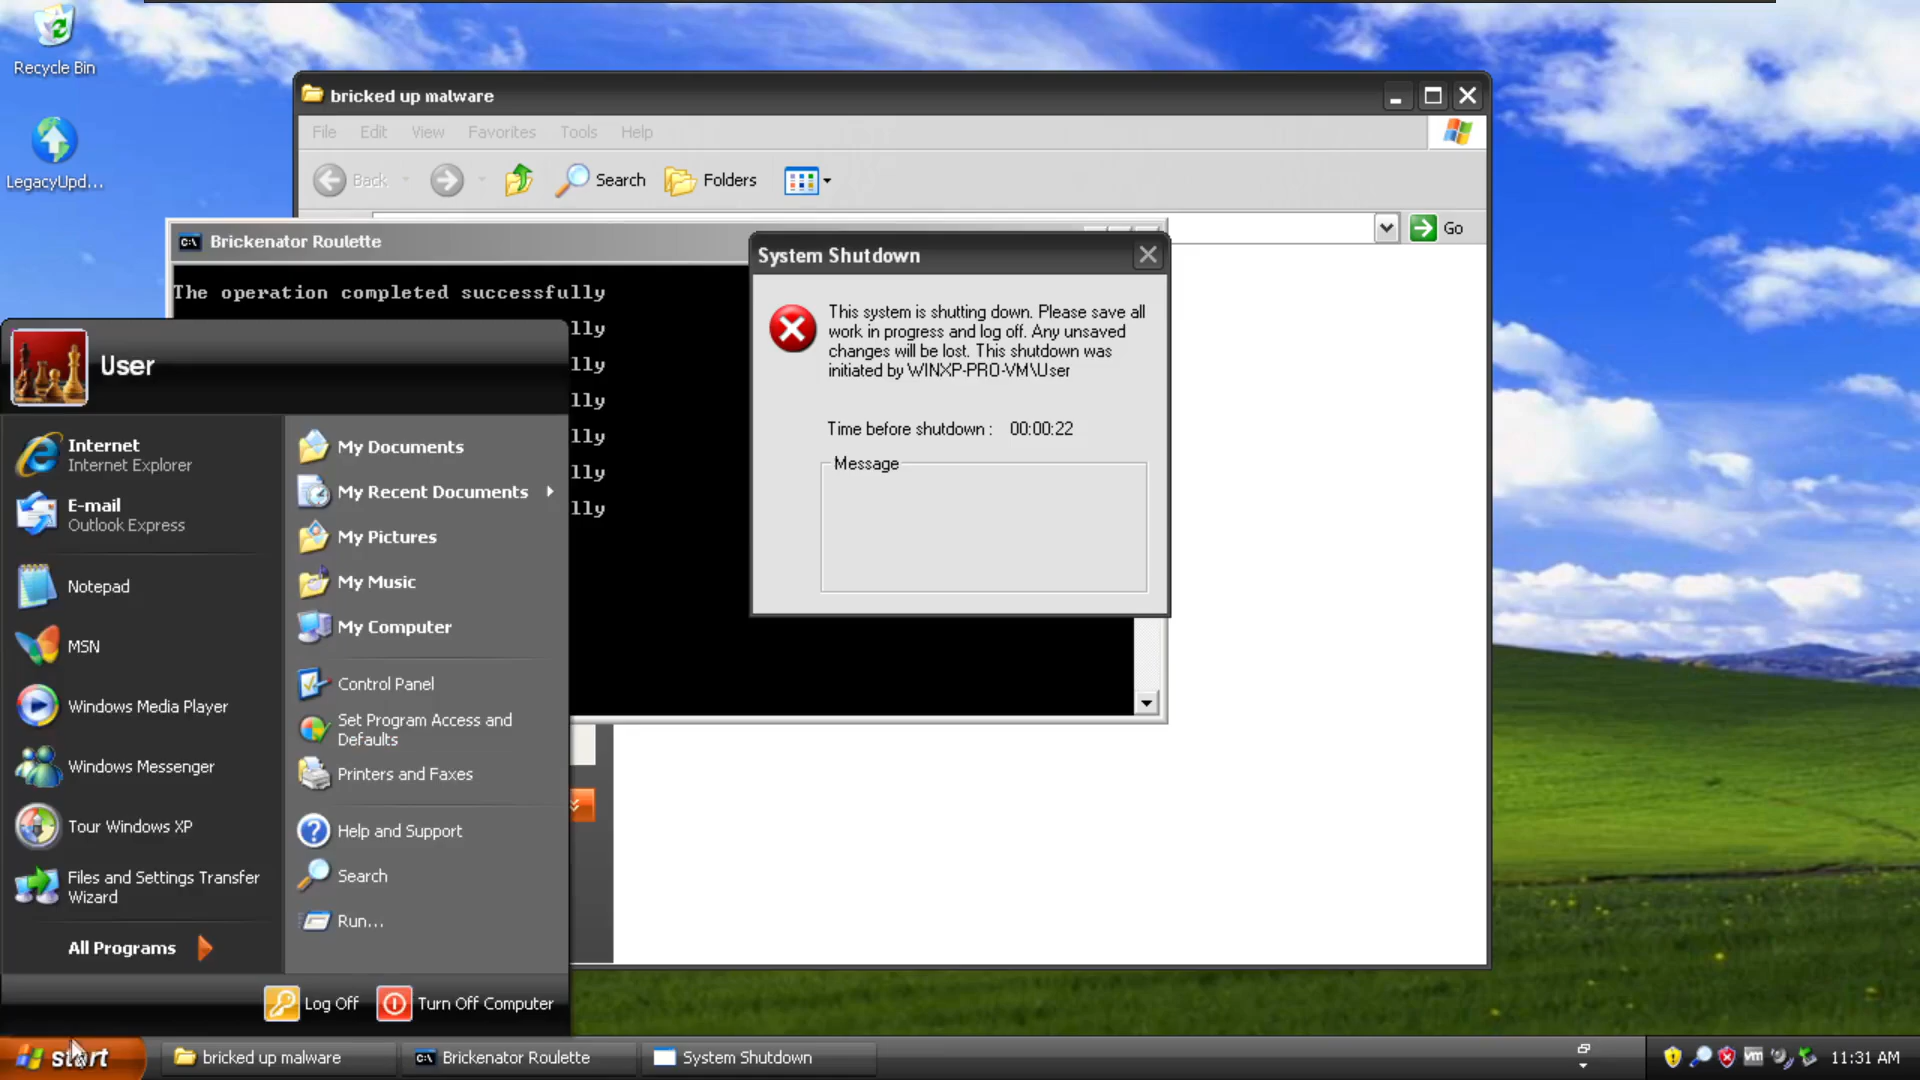 Recycle Bin
LegacyUpd...
bricked up malware
File Edit View Favorites Tools Help
Back Search Folders
Go
Brickenator Roulette
The operation completed successfully
lly
lly
lly
lly
lly
lly
System Shutdown
This system is shutting down. Please save all
work in progress and log off. Any unsaved
changes will be lost. This shutdown was
initiated by WINXP-PRO-VM\User
Time before shutdown : 00:00:22
Message
User
Internet
Internet Explorer
E-mail
Outlook Express
Notepad
MSN
Windows Media Player
Windows Messenger
Tour Windows XP
Files and Settings Transfer
Wizard
All Programs
My Documents
My Recent Documents
My Pictures
My Music
My Computer
Control Panel
Set Program Access and
Defaults
Printers and Faxes
Help and Support
Search
Run...
Log Off Turn Off Computer
start bricked up malware C:\ Brickenator Roulette System Shutdown vm 11:31 AM